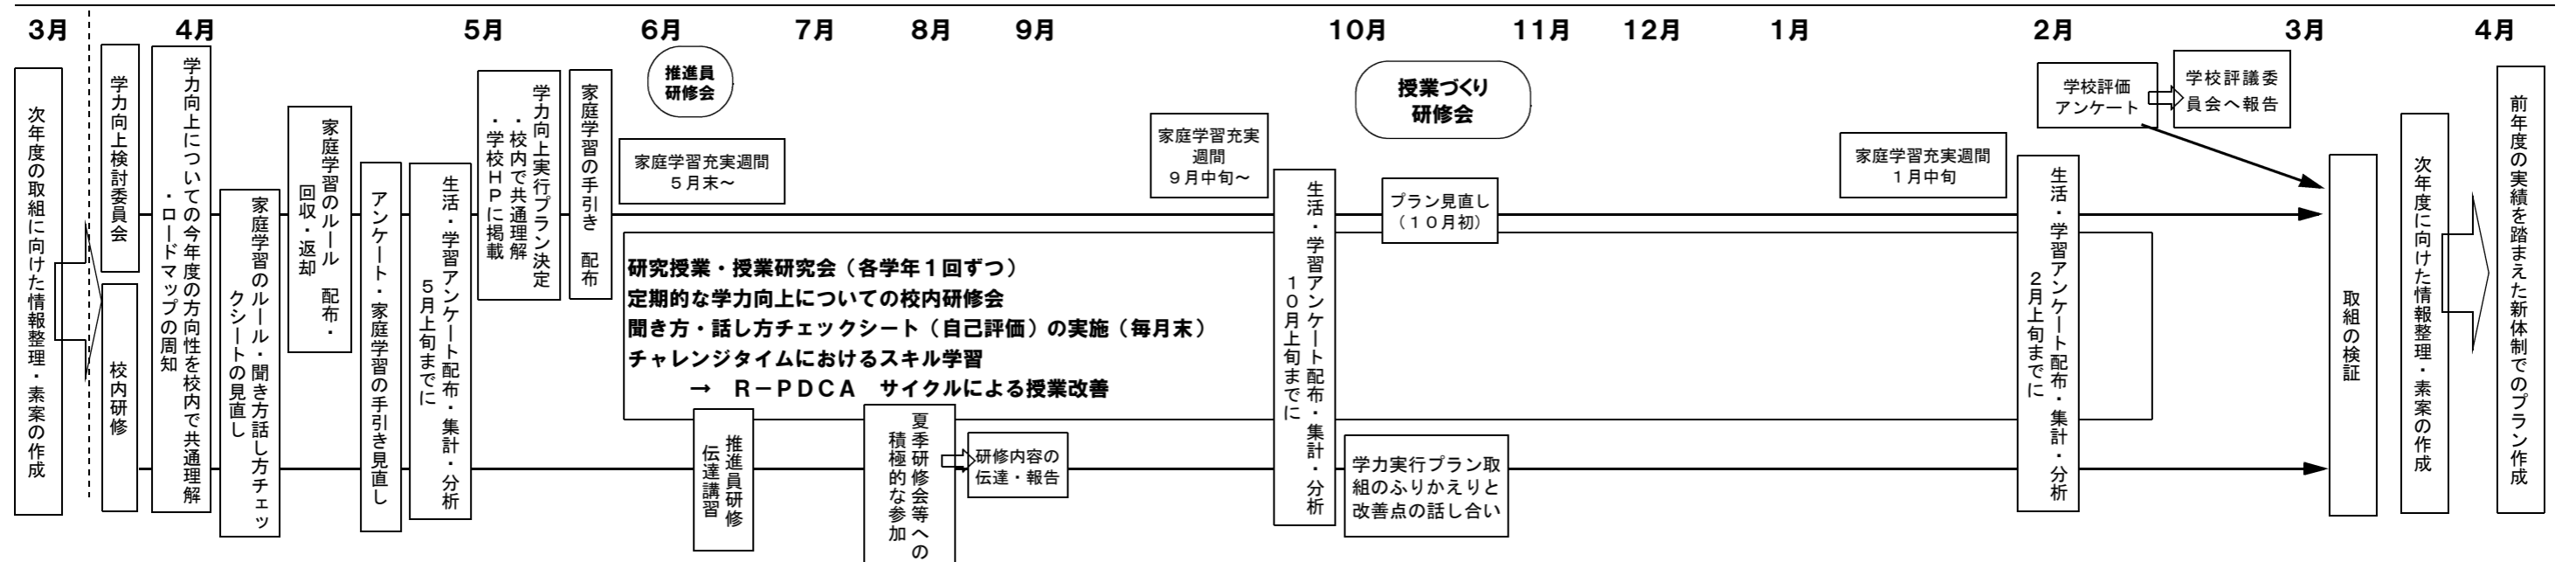 3月
4月
5月
6月
7月
8月
9月
10月
11月
12月
1月
2月
3月
4月
次年度の取組に向けた情報整理・素案の作成
学力向上検討委員会
校内研修
学力向上についての今年度の方向性を校内で共通理解
・ロードマップの周知
家庭学習のルール・聞き方話し方チェッ
クシートの見直し
家庭学習のルール　配布・
回収・返却
アンケート・家庭学習の手引き見直し
生活・学習アンケート配布・集計・分析
5月上旬までに
学力向上実行プラン決定
・校内で共通理解
・学校ＨＰに掲載
家庭学習の手引き　配布
推進員
研修会
家庭学習充実週間
５月末～
研究授業・授業研究会（各学年１回ずつ）
定期的な学力向上についての校内研修会
聞き方・話し方チェックシート（自己評価）の実施（毎月末）
チャレンジタイムにおけるスキル学習
→　Ｒ－ＰＤＣＡ　サイクルによる授業改善
推進員研修
伝達講習
夏季研修会等への
積極的な参加
研修内容の
伝達・報告
家庭学習充実
週間
９月中旬～
生活・学習アンケート配布・集計・分析
１０月上旬までに
授業づくり
研修会
プラン見直し
（１０月初）
学力実行プラン取
組のふりかえりと
改善点の話し合い
家庭学習充実週間
１月中旬
生活・学習アンケート配布・集計・分析
２月上旬までに
学校評価
アンケート
学校評議委
員会へ報告
取組の検証
次年度に向けた情報整理・素案の作成
前年度の実績を踏まえた新体制でのプラン作成